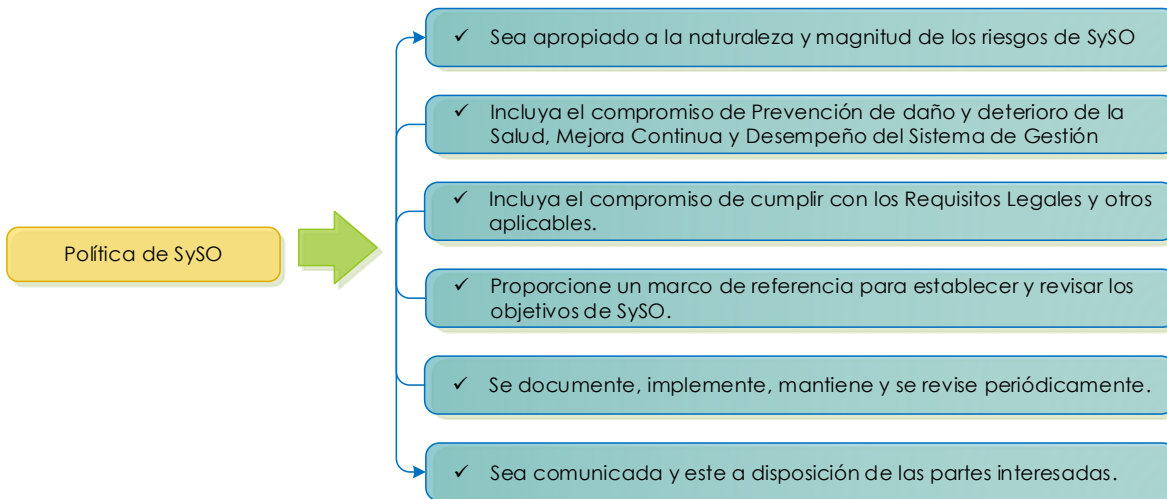 ✓ Sea apropiado a la naturaleza y magnitud de los riesgos de SySO
✓ Incluya el compromiso de Prevención de daño y deterioro de la
Salud, Mejora Continua y Desempeño del Sistema de Gestión
✓ Incluya el compromiso de cumplir con los Requisitos Legales y otros
aplicables.
Política de SySO
✓ Proporcione un marco de referencia para establecer y revisar los
objetivos de SySO.
✓ Se documente, implemente, mantiene y se revise periódicamente.
✓ Sea comunicada y este a disposición de las partes interesadas.